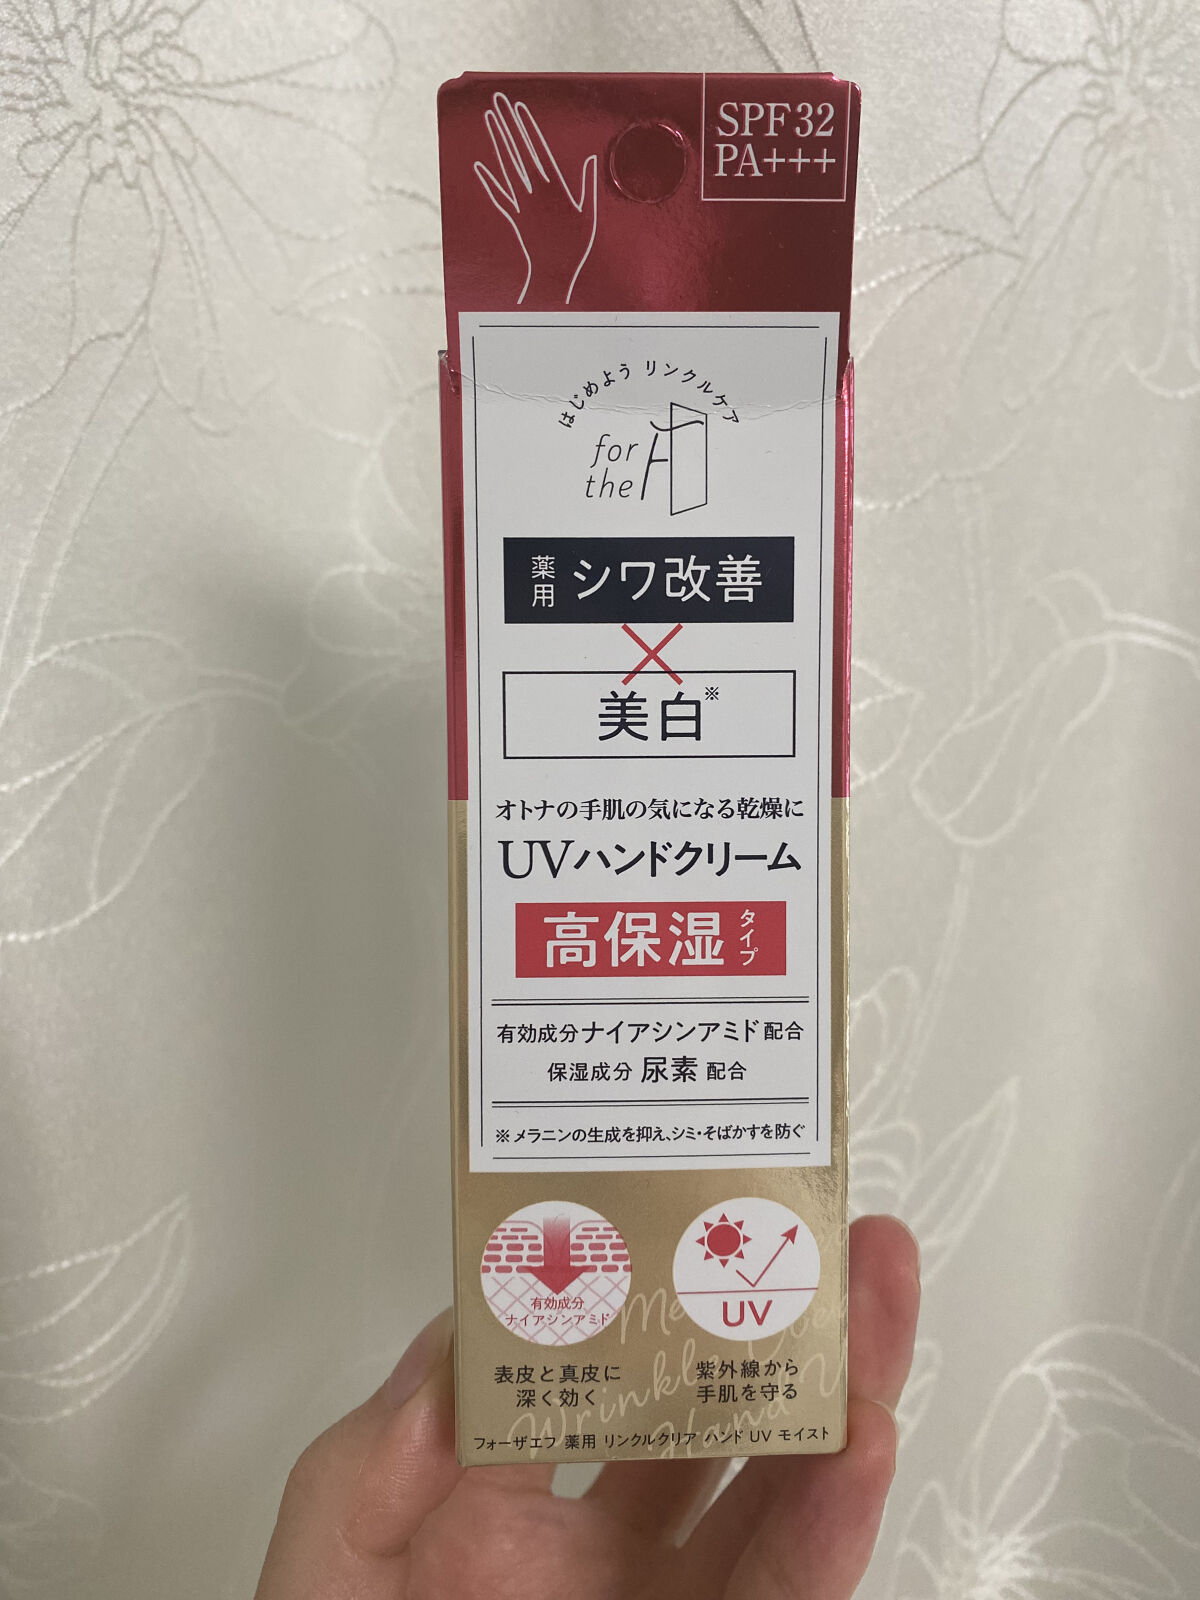 SPF32
PA+++
はじめよう リンクルケア
for
the F
薬用 シワ改善
×
美白※
オトナの手肌の気になる乾燥に
UVハンドクリーム
高保湿タイプ
有効成分ナイアシンアミド配合
保湿成分 尿素 配合
※メラニンの生成を抑え、シミ・そばかすを防ぐ
有効成分
ナイアシンアミド
表皮と真皮に
深く効く
UV
紫外線から
手肌を守る
Wrinkle
Hand
フォーザエフ 薬用 リンクルクリア ハンド UV モイスト